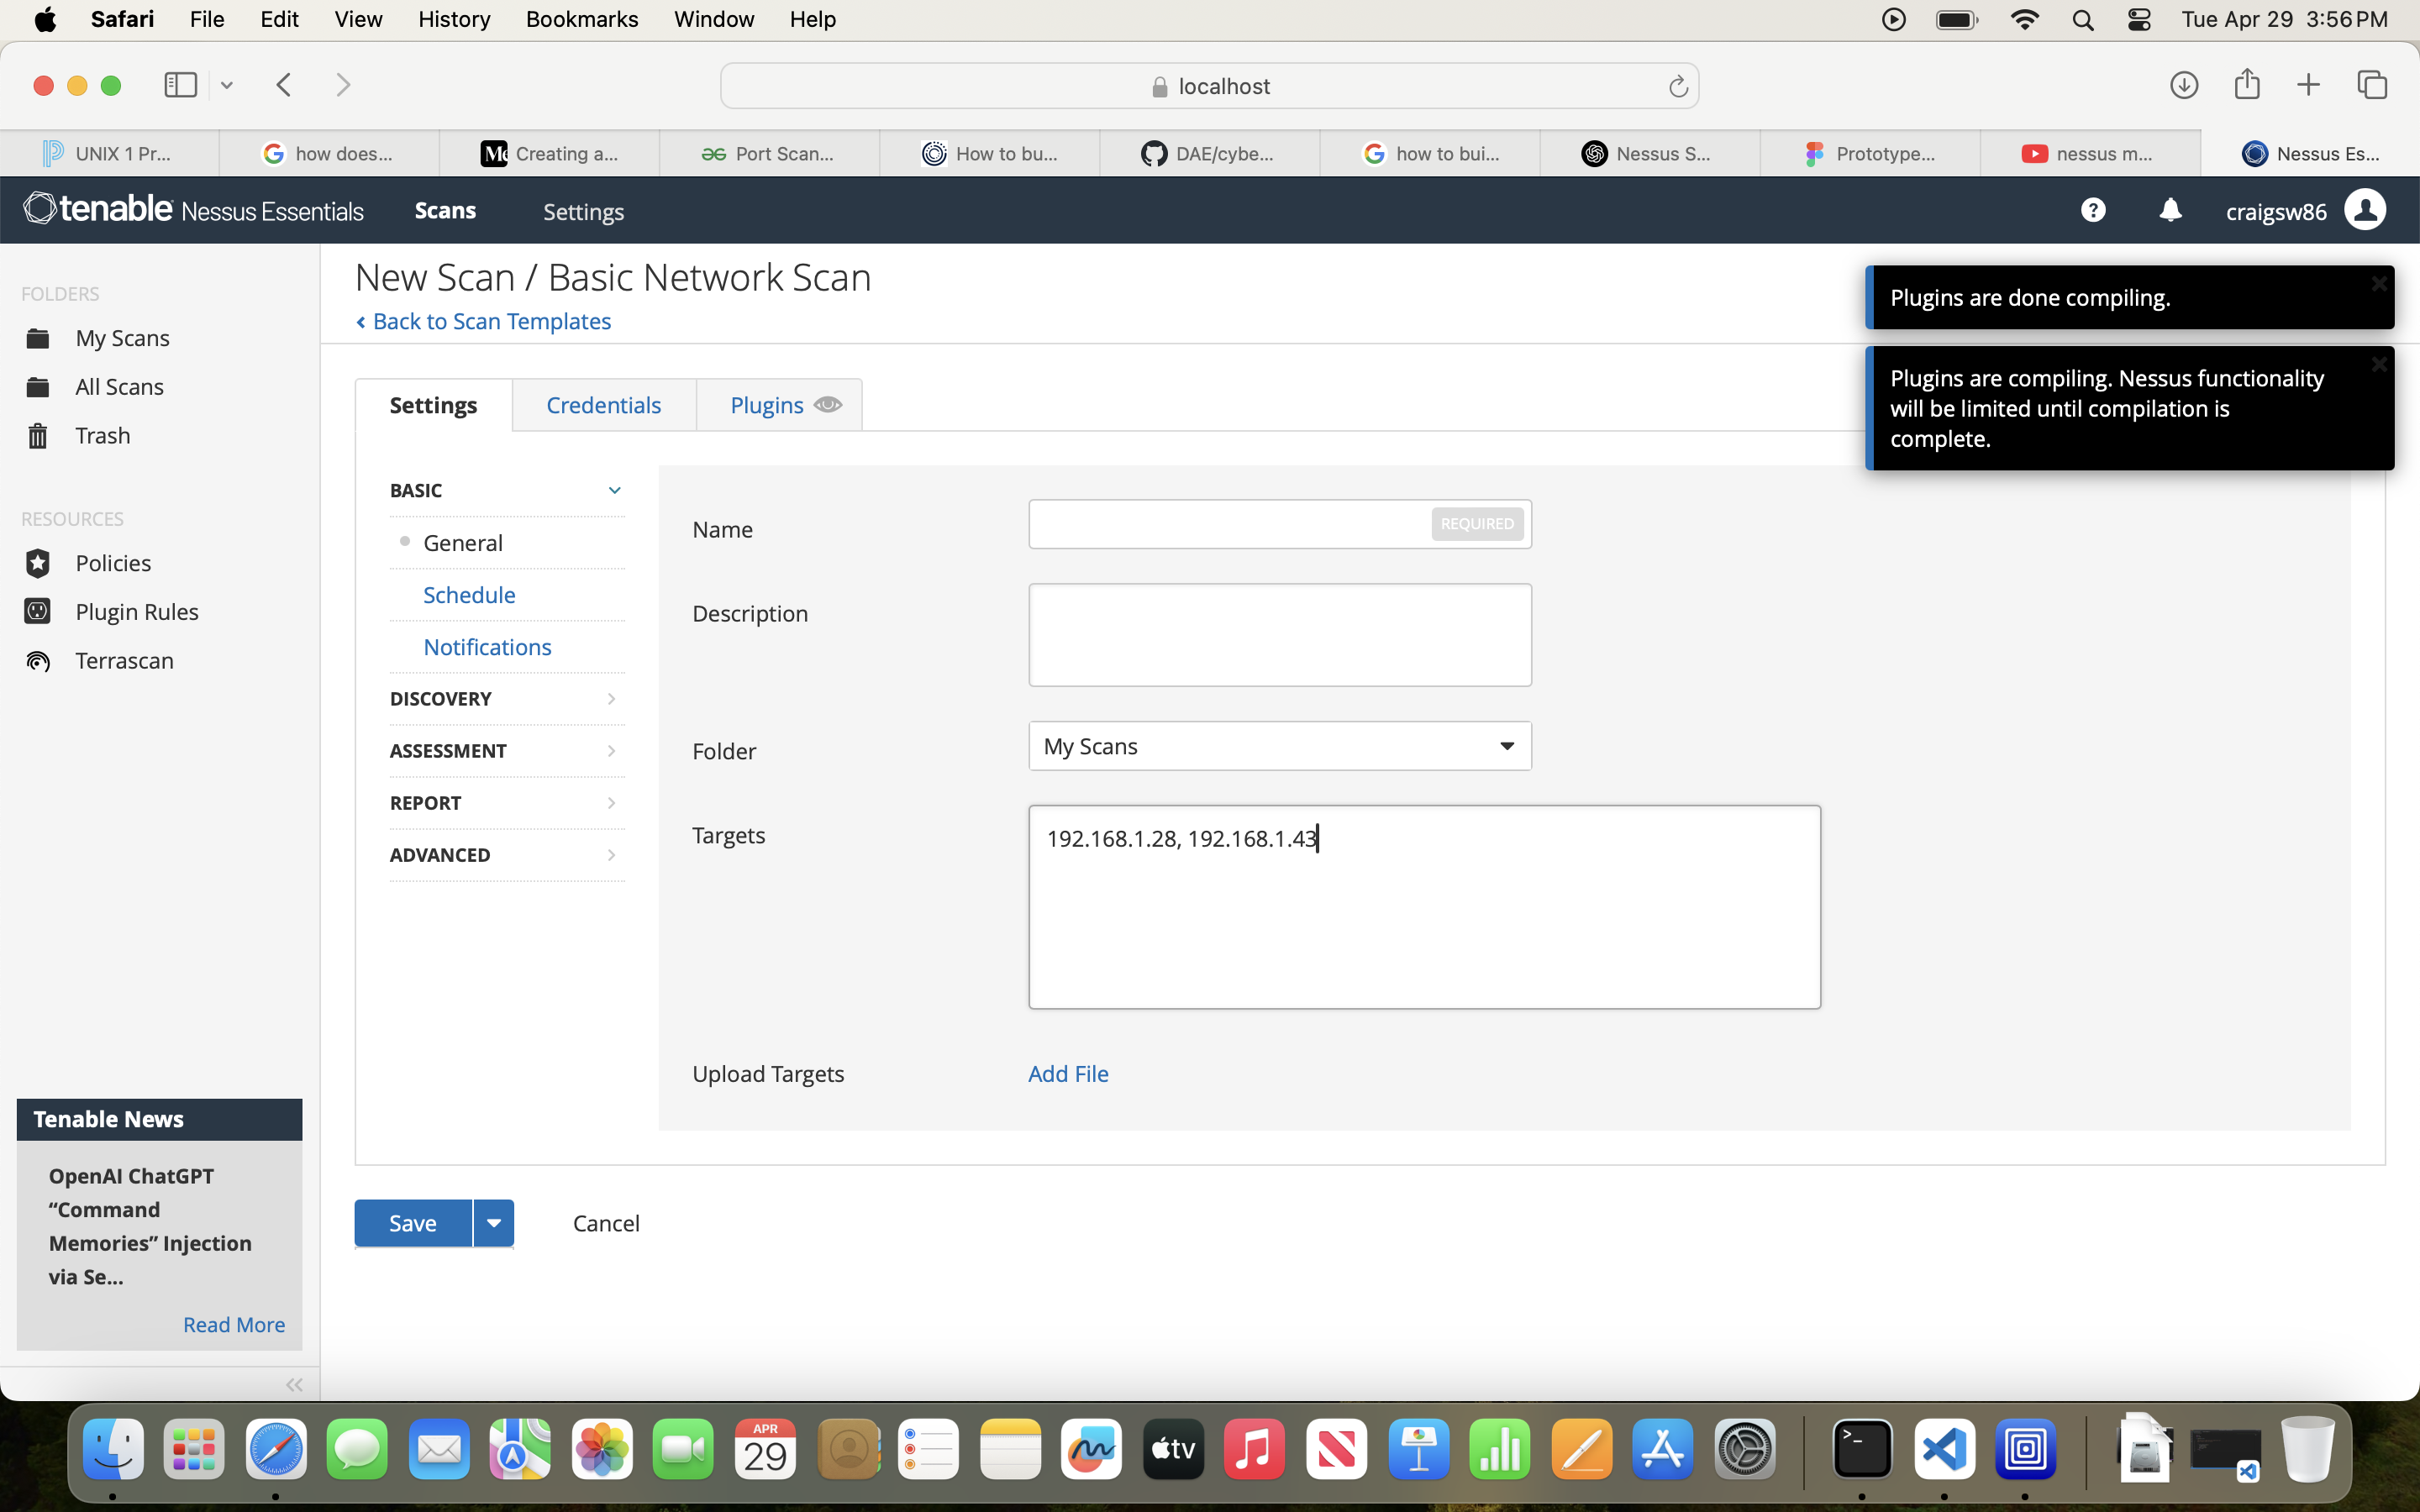 Safari File Edit View History Bookmarks Window Help Tue Apr 29 3:56 PM
localhost
UNIX 1 Pr... how does... Creating a... Port Scan... How to bu... DAE/cybe... how to bui... Nessus S... Prototype... nessus m... Nessus Es...
tenable Nessus Essentials Scans Settings ? craigsw86
FOLDERS
My Scans
All Scans
Trash
RESOURCES
Policies
Plugin Rules
Terrascan
Tenable News
OpenAI ChatGPT
“Command
Memories” Injection
via Se...
Read More
New Scan / Basic Network Scan
Back to Scan Templates
Plugins are done compiling.
Plugins are compiling. Nessus functionality
will be limited until compilation is
complete.
Settings Credentials Plugins
BASIC
General
Schedule
Notifications
DISCOVERY
ASSESSMENT
REPORT
ADVANCED
Name REQUIRED
Description
Folder My Scans
Targets 192.168.1.28, 192.168.1.43
Upload Targets Add File
Save Cancel
APR
29
tv